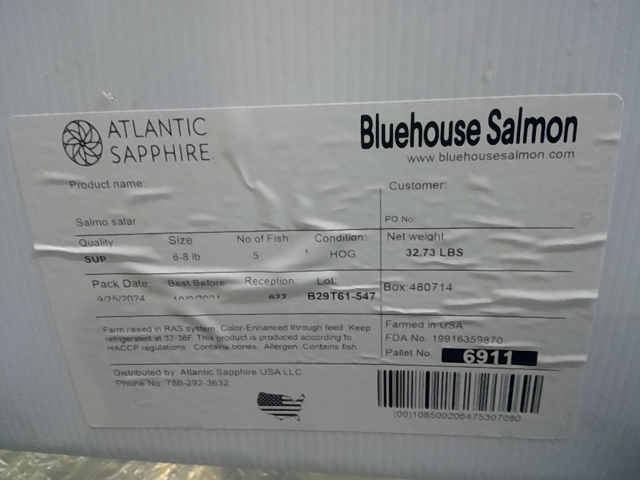 ATLANTIC
SAPPHIRE.
Bluehouse Salmon
www.bluehousesalmon.com
Product name:
Customer:
Salmo salar
PO No:
Quality Size No of Fish Condition: Net weight
SUP 6-8 lb 5 HOG 32.73 LBS
Pack Date: Best Before Reception Lot Box:480714
9/25/2024 622 B29T61-547
Farm raised in RAS system. Color-Enhanced through feed. Keep
refrigerated at 32-36F. This product is produced according to
HACCP regulations. Contains bones. Allergen. Contains fish.
Farmed in USA
FDA No. 19916359870
Pallet No. 6911
Distributed by: Atlantic Sapphire USA LLC
Phone No: 786-292-3632
(00)108500206475307080